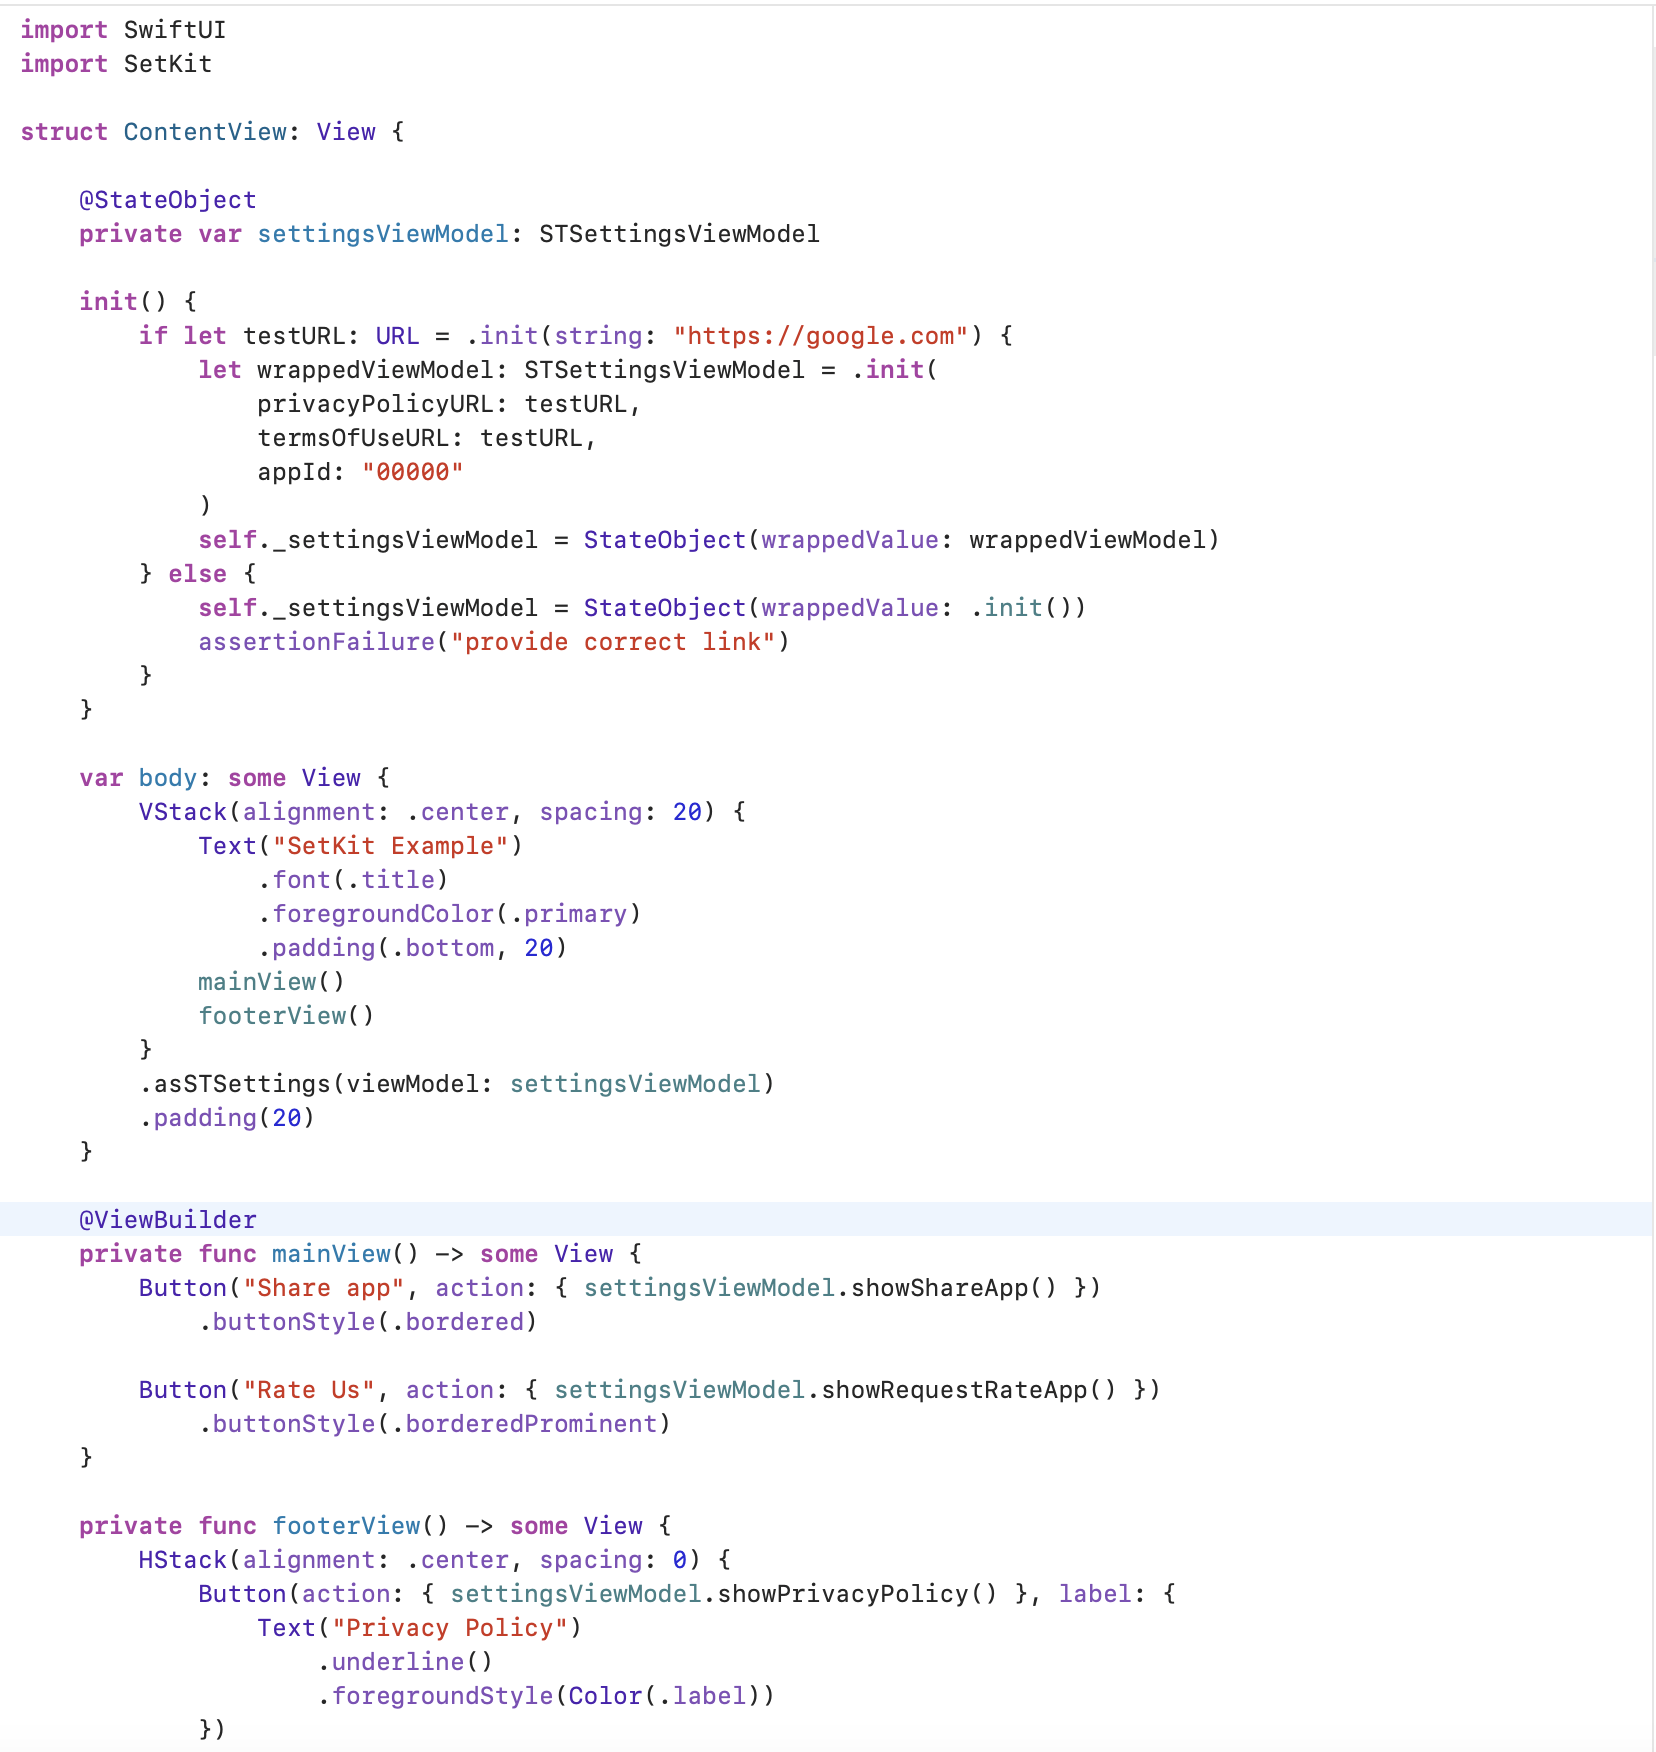 import SwiftUI
import SetKit

struct ContentView: View {

    @StateObject
    private var settingsViewModel: STSettingsViewModel

    init() {
        if let testURL: URL = .init(string: "https://google.com") {
            let wrappedViewModel: STSettingsViewModel = .init(
                privacyPolicyURL: testURL,
                termsOfUseURL: testURL,
                appId: "00000"
            )
            self._settingsViewModel = StateObject(wrappedValue: wrappedViewModel)
        } else {
            self._settingsViewModel = StateObject(wrappedValue: .init())
            assertionFailure("provide correct link")
        }
    }

    var body: some View {
        VStack(alignment: .center, spacing: 20) {
            Text("SetKit Example")
                .font(.title)
                .foregroundColor(.primary)
                .padding(.bottom, 20)
            mainView()
            footerView()
        }
        .asSTSettings(viewModel: settingsViewModel)
        .padding(20)
    }

    @ViewBuilder
    private func mainView() -> some View {
        Button("Share app", action: { settingsViewModel.showShareApp() })
            .buttonStyle(.bordered)

        Button("Rate Us", action: { settingsViewModel.showRequestRateApp() })
            .buttonStyle(.borderedProminent)
    }

    private func footerView() -> some View {
        HStack(alignment: .center, spacing: 0) {
            Button(action: { settingsViewModel.showPrivacyPolicy() }, label: {
                Text("Privacy Policy")
                    .underline()
                    .foregroundStyle(Color(.label))
            })